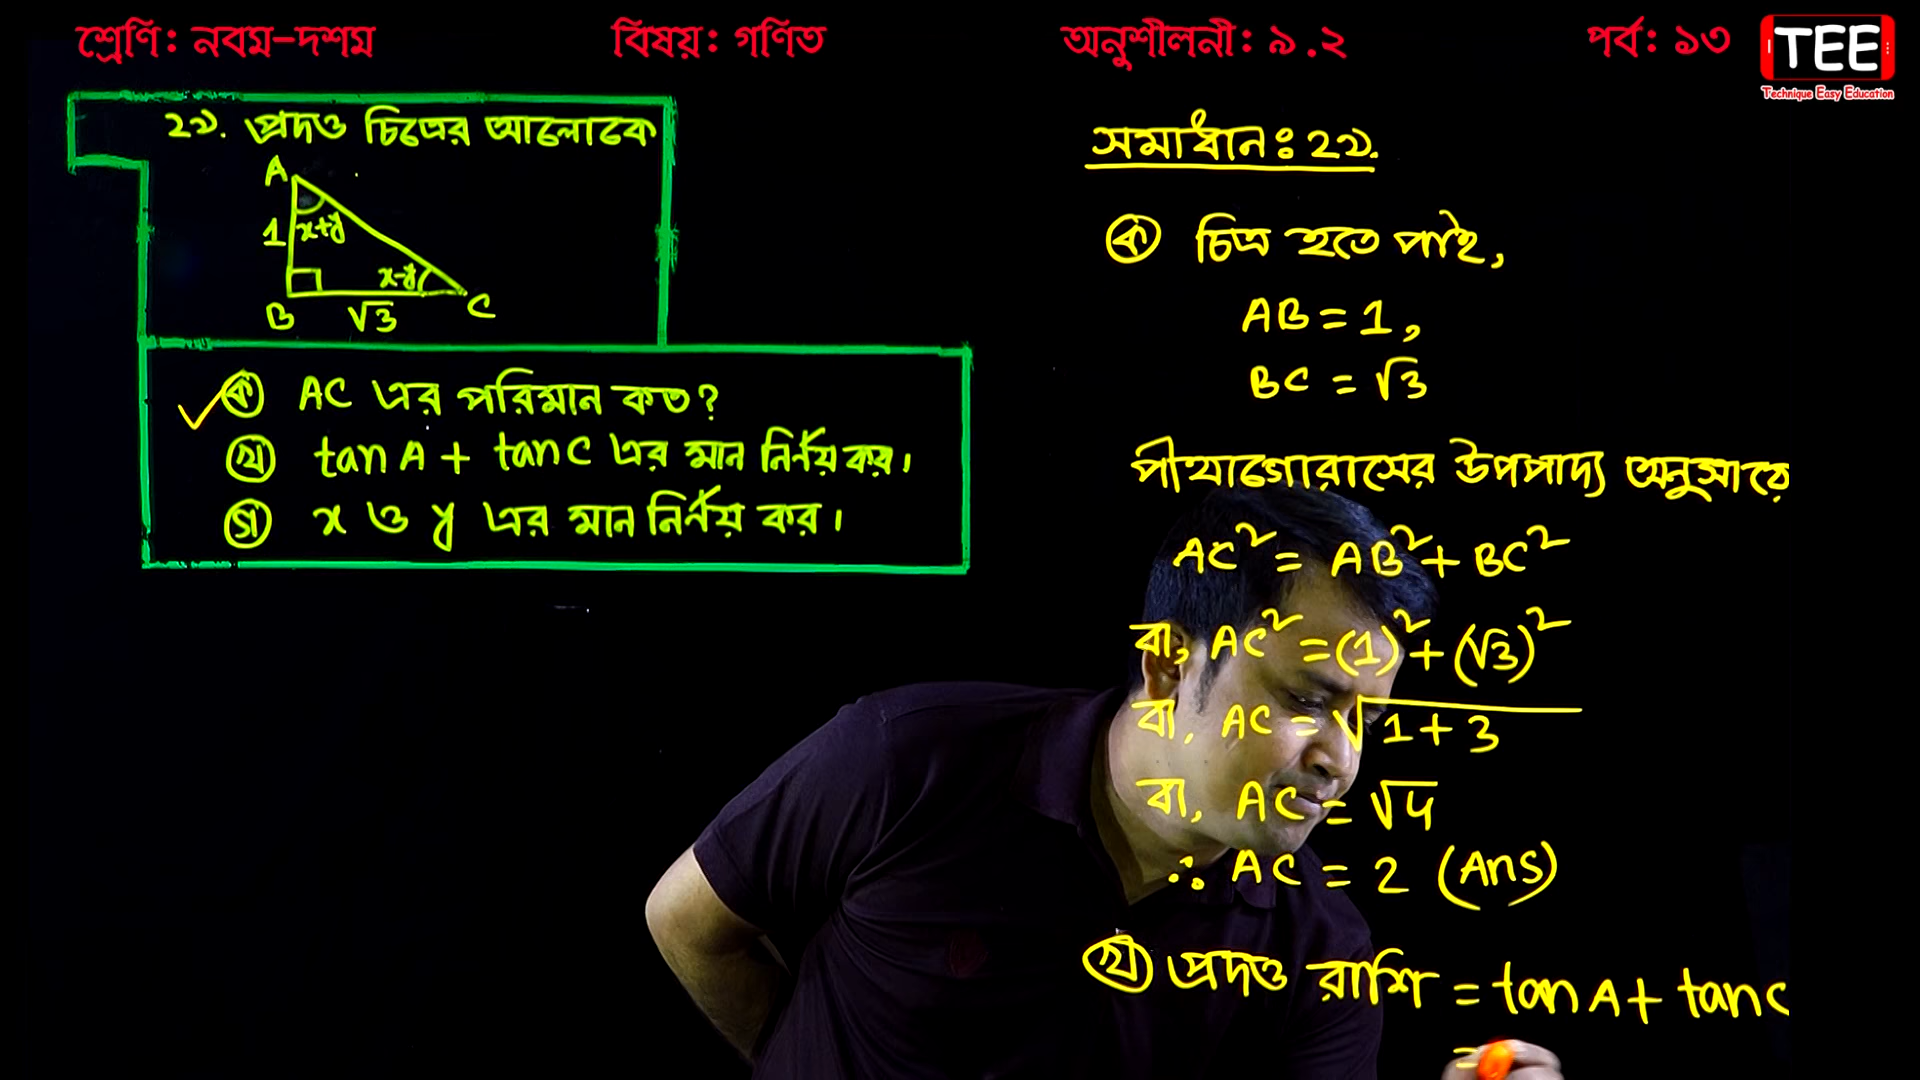 শ্রেণি: নবম-দশম
বিষয়: গণিত
অনুশীলনী: ৯.২
পর্ব: ১৩
TEE
Technique Easy Education
২৯. প্রদত্ত চিত্রের আলোকে
A
1
x+y
x-y
B
√3
C
ক AC এর পরিমান কত?
খ tan A + tan C এর মান নির্ণয় কর।
গ x ও y এর মান নির্ণয় কর।
সমাধান: ২৯.
ক চিত্র হতে পাই,
AB = 1,
BC = √3
পীথাগোরাসের উপপাদ্য অনুসারে
AC² = AB² + BC²
বা, AC² = (1)² + (√3)²
বা, AC = √1+3
বা, AC = √4
∴ AC = 2 (Ans)
খ প্রদত্ত রাশি = tan A + tan C
=